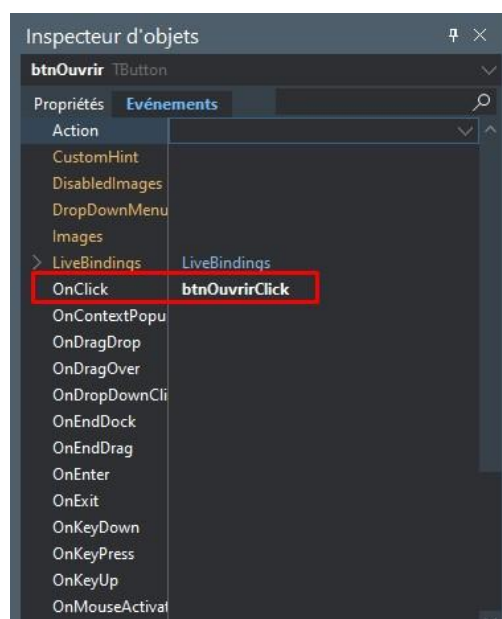 Inspecteur d'objets
btnOuvrir TButton
Propriétés Evénements
Action
CustomHint
DisabledImages
DropDownMenu
Images
LiveBindings LiveBindings
OnClick btnOuvrirClick
OnContextPopu
OnDragDrop
OnDragOver
OnDropDownCli
OnEndDock
OnEndDrag
OnEnter
OnExit
OnKeyDown
OnKeyPress
OnKeyUp
OnMouseActivat